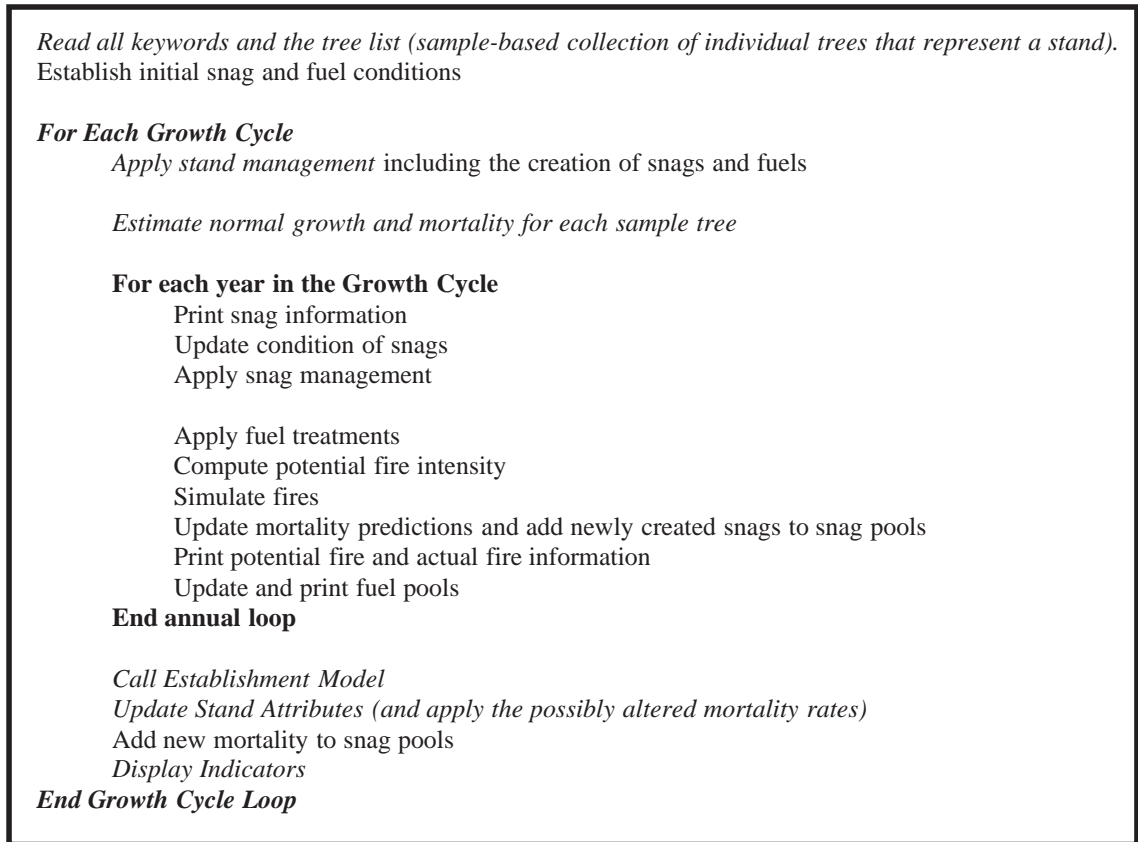 Read all keywords and the tree list (sample-based collection of individual trees that represent a stand).
Establish initial snag and fuel conditions
For Each Growth Cycle
Apply stand management including the creation of snags and fuels
Estimate normal growth and mortality for each sample tree
For each year in the Growth Cycle
Print snag information
Update condition of snags
Apply snag management
Apply fuel treatments
Compute potential fire intensity
Simulate fires
Update mortality predictions and add newly created snags to snag pools
Print potential fire and actual fire information
Update and print fuel pools
End annual loop
Call Establishment Model
Update Stand Attributes (and apply the possibly altered mortality rates)
Add new mortality to snag pools
Display Indicators
End Growth Cycle Loop